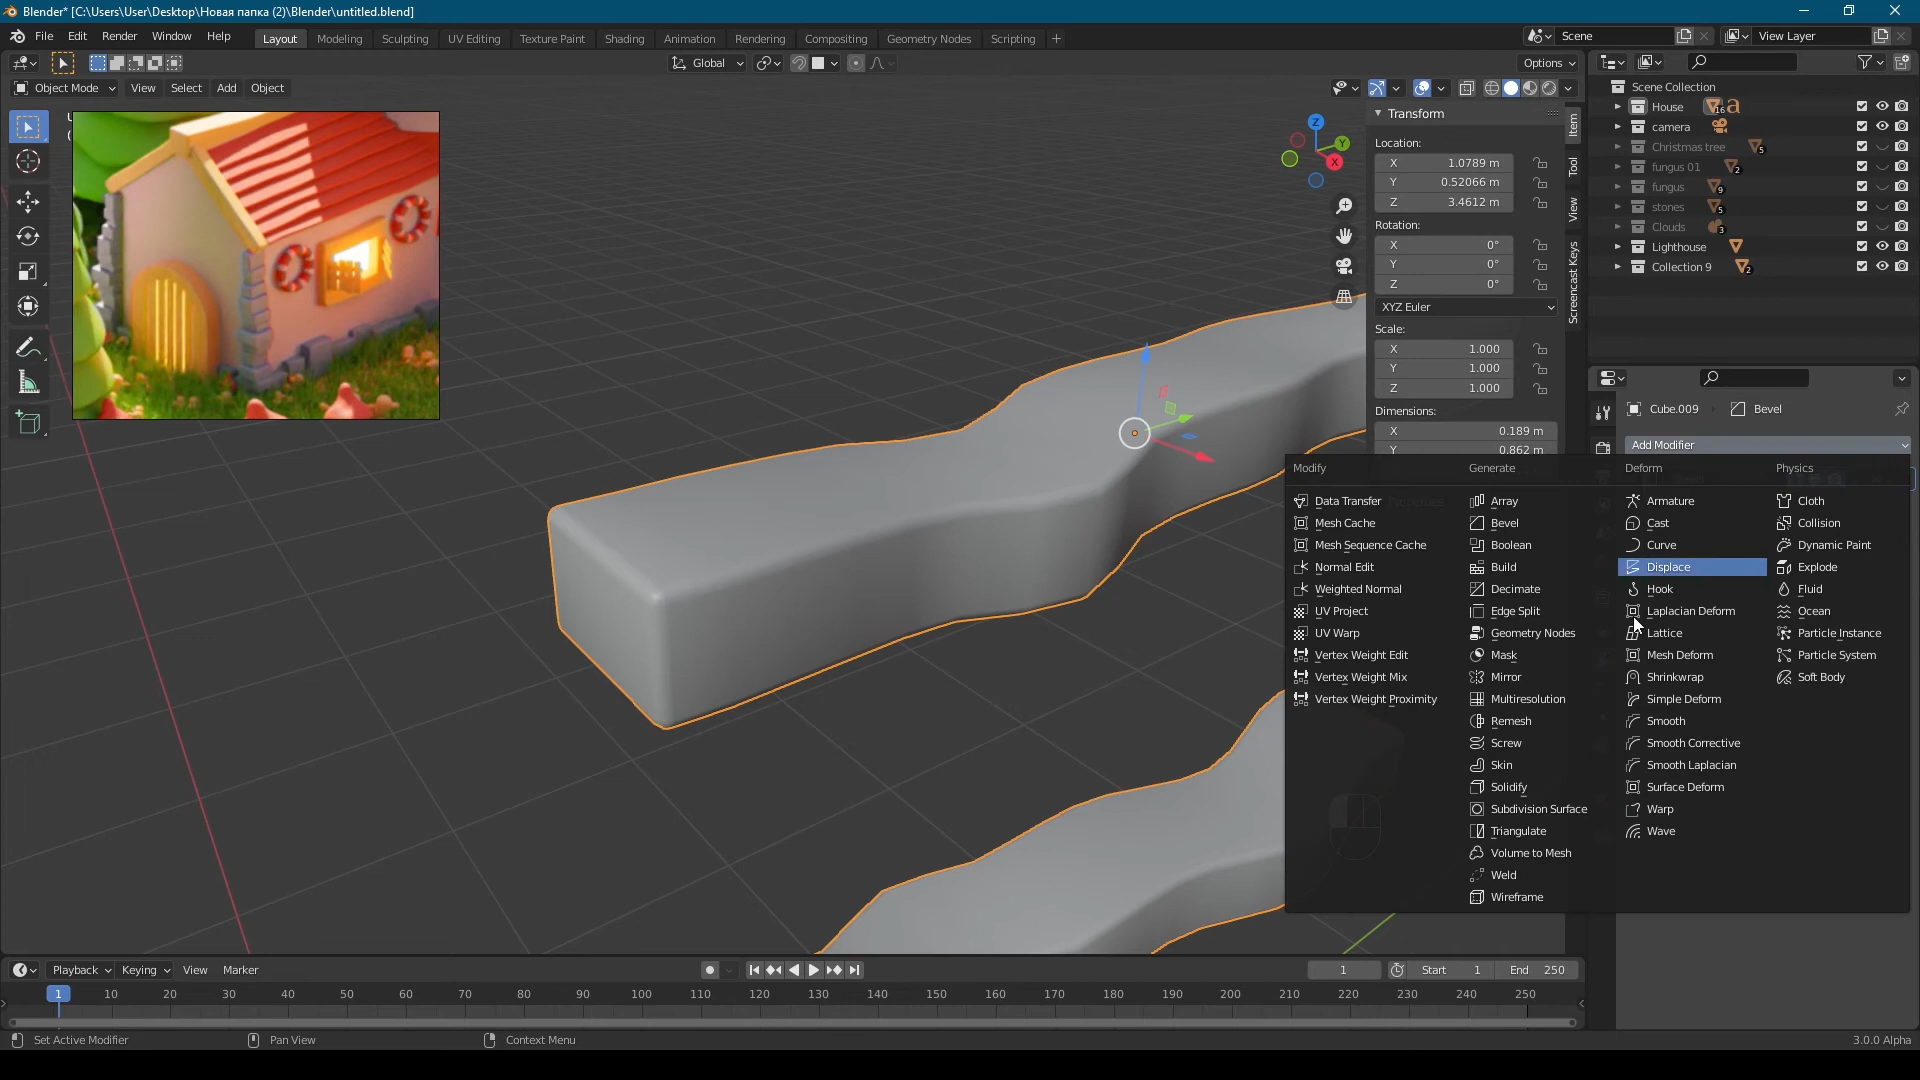 Blender* [C:\Users\User\Desktop\Новая папка (2)\Blender\untitled.blend]
File Edit Render Window Help Layout Modeling Sculpting UV Editing Texture Paint Shading Animation Rendering Compositing Geometry Nodes Scripting + Scene View Layer
Global Options
Object Mode View Select Add Object
Transform
Location:
X 1.0789 m
Y 0.52066 m
Z 3.4612 m
Rotation:
X 0°
Y 0°
Z 0°
XYZ Euler
Scale:
X 1.000
Y 1.000
Z 1.000
Dimensions:
X 0.189 m
Y 0.862 m
Item
Tool
View
Screencast Keys
Z
Y
X
Scene Collection
House 16
camera
Christmas tree 5
fungus 01 2
fungus 9
stones 5
Clouds 3
Lighthouse
Collection 9 2
Cube.009 Bevel
Add Modifier
Modify
Data Transfer
Mesh Cache
Mesh Sequence Cache
Normal Edit
Weighted Normal
UV Project
UV Warp
Vertex Weight Edit
Vertex Weight Mix
Vertex Weight Proximity
Generate
Array
Bevel
Boolean
Build
Decimate
Edge Split
Geometry Nodes
Mask
Mirror
Multiresolution
Remesh
Screw
Skin
Solidify
Subdivision Surface
Triangulate
Volume to Mesh
Weld
Wireframe
Deform
Armature
Cast
Curve
Displace
Hook
Laplacian Deform
Lattice
Mesh Deform
Shrinkwrap
Simple Deform
Smooth
Smooth Corrective
Smooth Laplacian
Surface Deform
Warp
Wave
Physics
Cloth
Collision
Dynamic Paint
Explode
Fluid
Ocean
Particle Instance
Particle System
Soft Body
Playback Keying View Marker 1 Start 1 End 250
1 10 20 30 40 50 60 70 80 90 100 110 120 130 140 150 160 170 180 190 200 210 220 230 240 250
Set Active Modifier Pan View Context Menu 3.0.0 Alpha